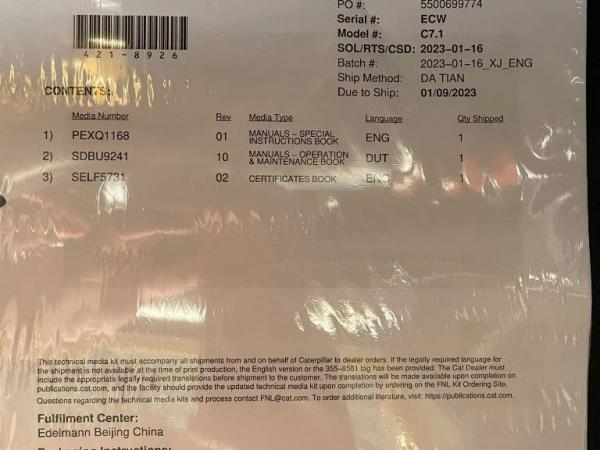 PO #: 5500699774
Serial #: ECW
Model #: C7.1
421-8926
SOL/RTS/CSD: 2023-01-16
Batch #: 2023-01-16_XJ_ENG
Ship Method: DA TIAN
CONTENTS:
Due to Ship: 01/09/2023
Media Number Rev Media Type Language Qty Shipped
1) PEXQ1168 01 MANUALS - SPECIAL INSTRUCTIONS BOOK ENG 1
2) SDBU9241 10 MANUALS - OPERATION & MAINTENANCE BOOK DUT 1
3) SELF5731 02 CERTIFICATES BOOK ENG 1
This technical media kit must accompany all shipments from and on behalf of Caterpillar to dealer orders. If the legally required language for
the shipment is not available at the time of print production, the English version or the 355-8581 tag has been provided. The Cat Dealer must
include the appropriate legally required translations before shipment to the customer. The translations will be made available upon completion on
publications.cat.com, and the facility should provide the updated technical media kit upon completion by ordering on the FNL Kit Ordering Site.
Questions regarding the technical media kits and process contact FNL@cat.com. To order additional literature, visit: https://publications.cat.com.
Fulfilment Center:
Edelmann Beijing China